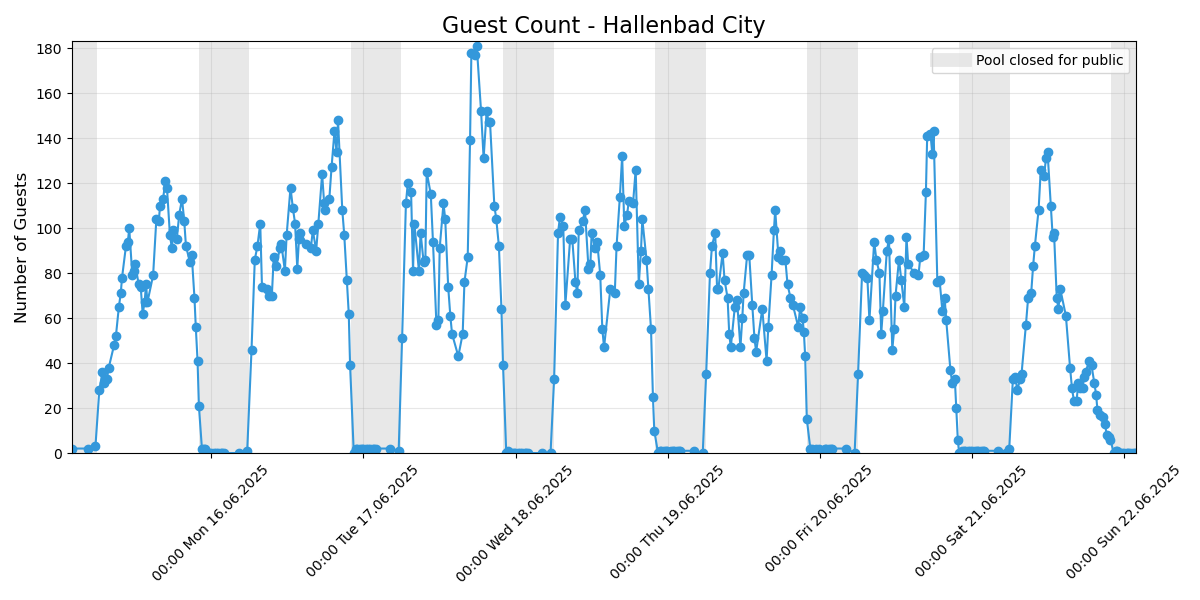 Guest Count - Hallenbad City
Pool closed for public
Number of Guests
180
160
140
120
100
80
60
40
20
0
00:00 Mon 16.06.2025
00:00 Tue 17.06.2025
00:00 Wed 18.06.2025
00:00 Thu 19.06.2025
00:00 Fri 20.06.2025
00:00 Sat 21.06.2025
00:00 Sun 22.06.2025